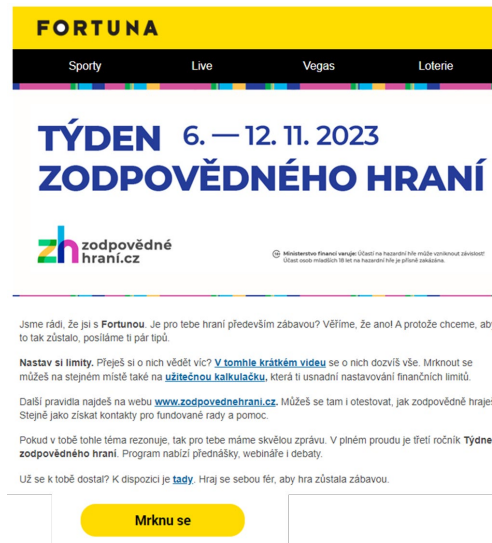 FORTUNA
Sporty Live Vegas Loterie
TÝDEN 6. — 12. 11. 2023
ZODPOVĚDNÉHO HRANÍ
zh zodpovědné
hraní.cz
18+ Ministerstvo financí varuje: Účastí na hazardní hře může vzniknout závislost!
Účast osob mladších 18 let na hazardní hře je přísně zakázána.
Jsme rádi, že jsi s Fortunou. Je pro tebe hraní především zábavou? Věříme, že ano! A protože chceme, aby
to tak zůstalo, posíláme ti pár tipů.
Nastav si limity. Přeješ si o nich vědět víc? V tomhle krátkém videu se o nich dozvíš vše. Mrknout se
můžeš na stejném místě také na užitečnou kalkulačku, která ti usnadní nastavování finančních limitů.
Další pravidla najdeš na webu www.zodpovednehrani.cz. Můžeš se tam i otestovat, jak zodpovědně hraješ
Stejně jako získat kontakty pro fundované rady a pomoc.
Pokud v tobě tohle téma rezonuje, tak pro tebe máme skvělou zprávu. V plném proudu je třetí ročník Týdne
zodpovědného hraní. Program nabízí přednášky, webináře i debaty.
Už se k tobě dostal? K dispozici je tady. Hraj se sebou fér, aby hra zůstala zábavou.
Mrknu se